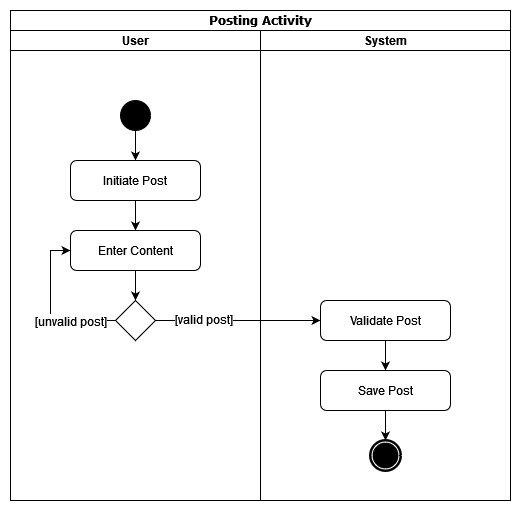 Posting Activity
User
System
Initiate Post
Enter Content
[unvalid post]
[valid post]
Validate Post
Save Post